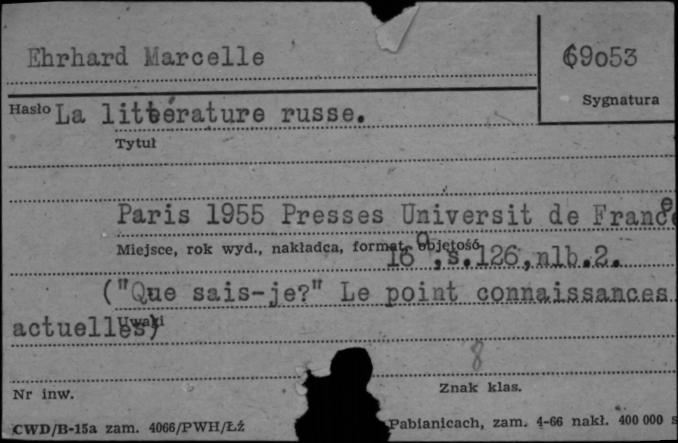 Ehrhard Marcelle
69053
Sygnatura
Hasło La littérature russe.
Tytuł
Paris 1955 Presses Universit de France
Miejsce, rok wyd., nakładca, format, objętość
16°,s.126,nlb.2.
("Que sais-je?" Le point connaissances
actuelles)
Uwagi
8
Nr inw.
Znak klas.
CWD/B-15a zam. 4066/PWH/Łź
Pabianicach, zam. 4-66 nakł. 400 000 s